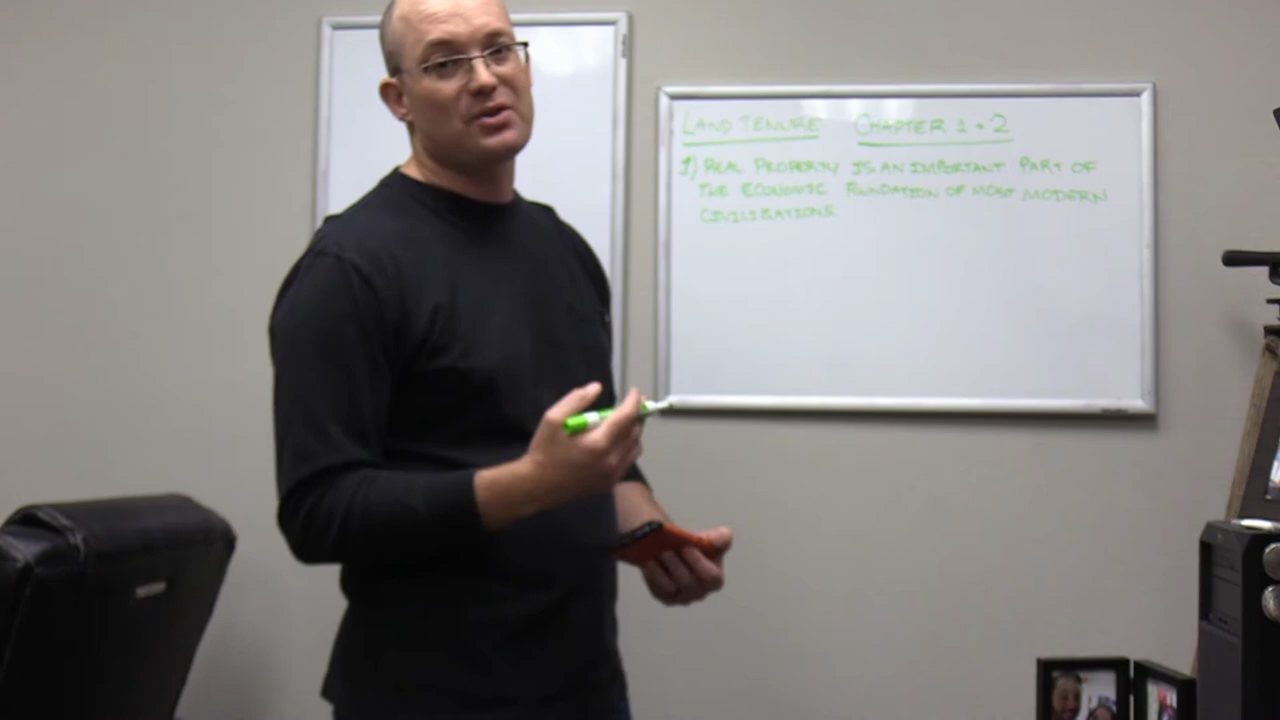 LAND TENURE CHAPTER 1 + 2
1) REAL PROPERTY IS AN IMPORTANT PART OF
THE ECONOMIC FOUNDATION OF MOST MODERN
CIVILIZATIONS.